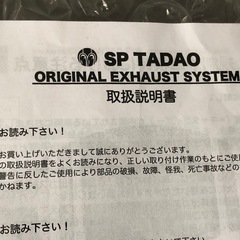 SP TADAO
ORIGINAL EXHAUST SYSTEM
取扱説明書
お読み下さい！
お買い上げいただきまして誠にありがとうございます。
取扱説明書をよくお読みになり、正しい取り付け作業のもとにご使
警告に反したご使用により部品の破損、故障、怪我、死亡事故などの
かねます。
お読み下さい！